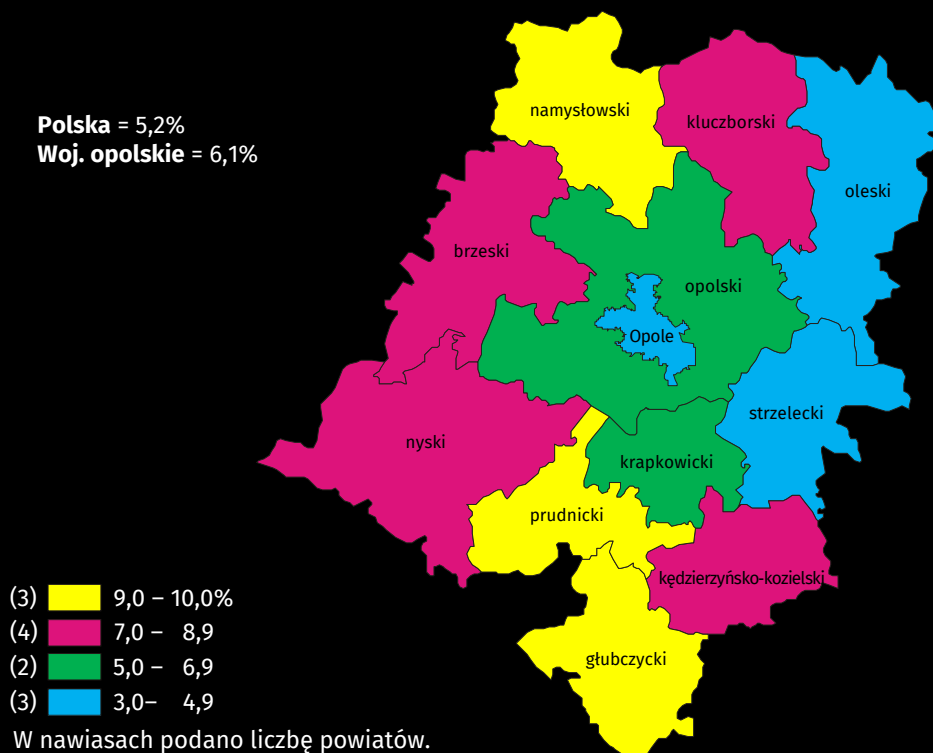 Polska = 5,2%
Woj. opolskie = 6,1%
namysłowski
kluczborski
oleski
brzeski
opolski
Opole
strzelecki
nyski
krapkowicki
prudnicki
kędzierzyńsko-kozielski
głubczycki
(3) 9,0 – 10,0%
(4) 7,0 – 8,9
(2) 5,0 – 6,9
(3) 3,0– 4,9
W nawiasach podano liczbę powiatów.